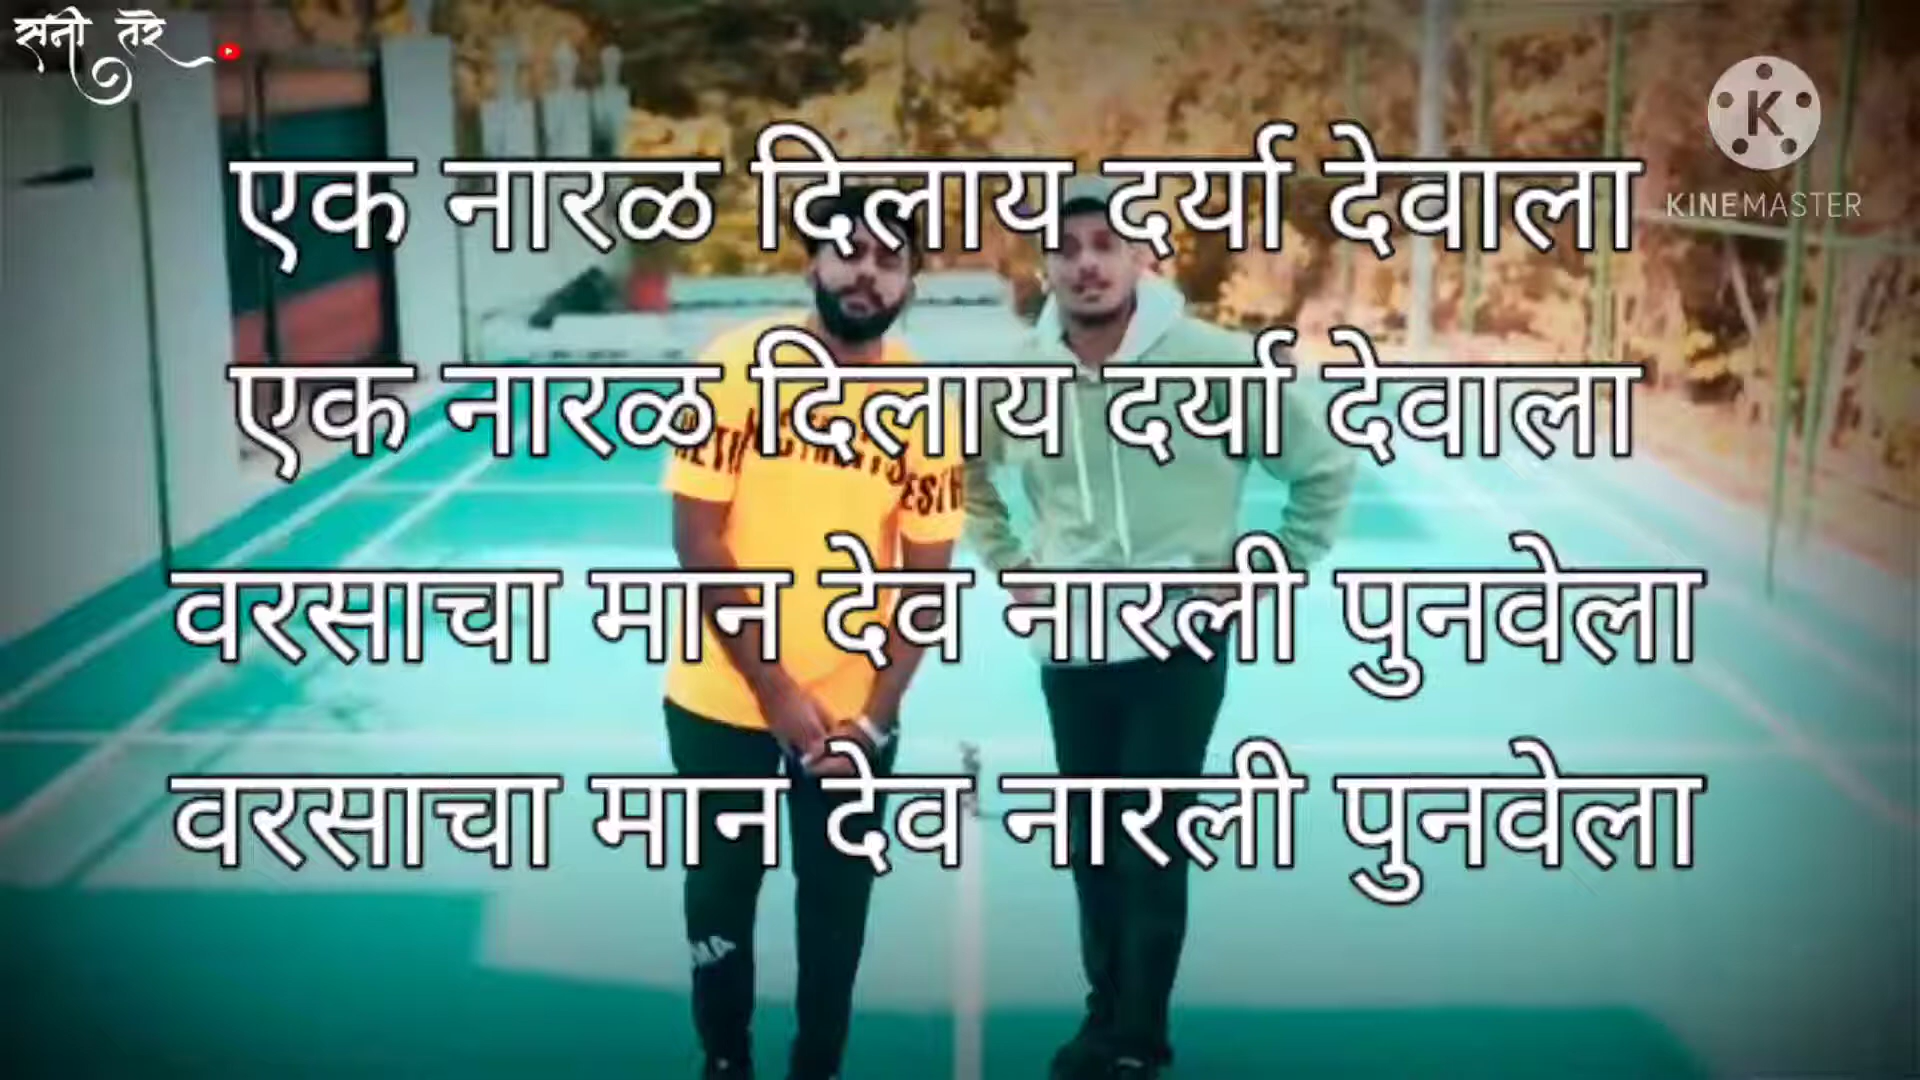 सनी तरे
K
KINEMASTER
एक नारळ दिलाय दर्या देवाला
एक नारळ दिलाय दर्या देवाला
वरसाचा मान देव नारली पुनवेला
वरसाचा मान देव नारली पुनवेला